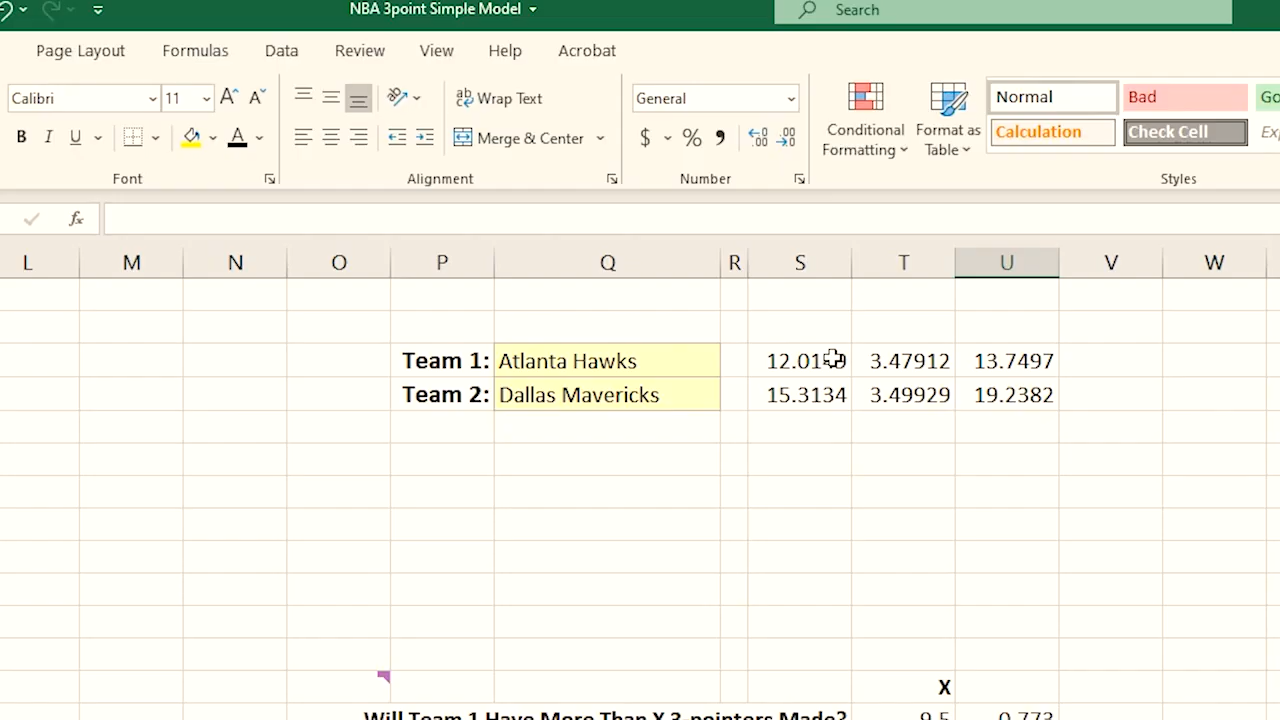 NBA 3point Simple Model
Search
Page Layout Formulas Data Review View Help Acrobat
Calibri 11 A A Wrap Text General Conditional Formatting Format as Table Normal Bad
B I U A Merge & Center $ % Calculation Check Cell
Font Alignment Number Styles
fx
L M N O P Q R S T U V W
Team 1: Atlanta Hawks 3.47912 13.7497
Team 2: Dallas Mavericks 15.3134 3.49929 19.2382
X
Will Team 1 Have More Than X 3-pointers Made? 9.5 0.773